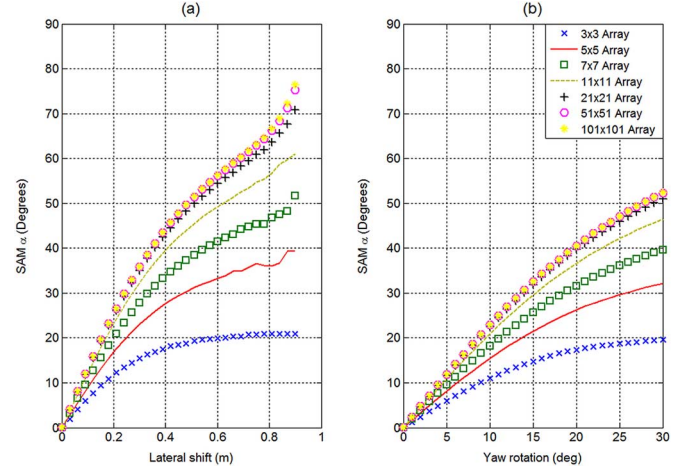 (a)
90
80
70
60
50
40
30
20
10
0
SAM α (Degrees)
0
0.2
0.4
0.6
0.8
1
Lateral shift (m)
(b)
90
80
70
60
50
40
30
20
10
0
SAM α (Degrees)
0
5
10
15
20
25
30
Yaw rotation (deg)
3x3 Array
5x5 Array
7x7 Array
11x11 Array
21x21 Array
51x51 Array
101x101 Array